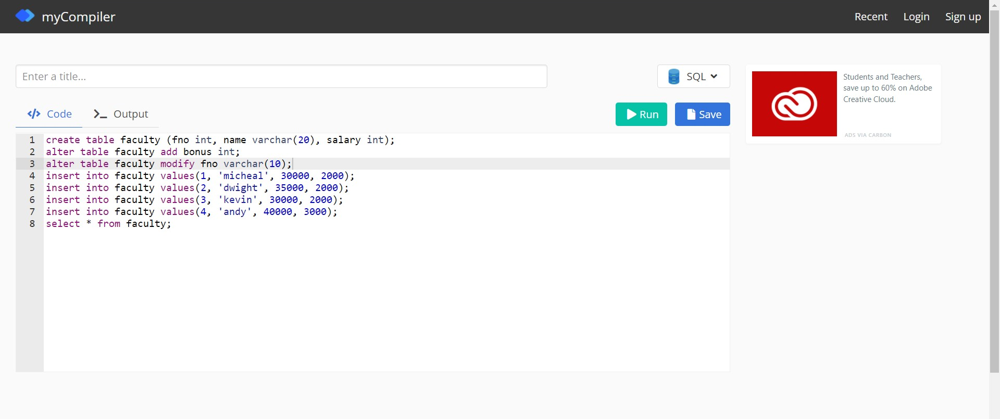 myCompiler
Recent Login Sign up
Enter a title...
SQL
Students and Teachers,
save up to 60% on Adobe
Creative Cloud.
ADS VIA CARBON
Code Output
Run Save
1 create table faculty (fno int, name varchar(20), salary int);
2 alter table faculty add bonus int;
3 alter table faculty modify fno varchar(10);
4 insert into faculty values(1, 'micheal', 30000, 2000);
5 insert into faculty values(2, 'dwight', 35000, 2000);
6 insert into faculty values(3, 'kevin', 30000, 2000);
7 insert into faculty values(4, 'andy', 40000, 3000);
8 select * from faculty;